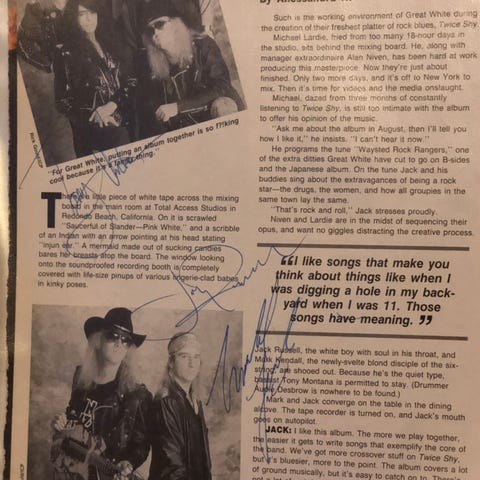 "For Great White, putting an album together is so f?!king
cool because it's a
thing."
There's a little piece of white tape across the mixing
board in the main room at Total Access Studios in
Redondo Beach, California. On it is scrawled
"Saucerful of Slander—Pink White," and a scribble
of an Indian with an arrow pointing at his head stating
"injun ear." A mermaid made out of sucking candies
bares her breasts atop the board. The window looking
onto the soundproofed recording booth is completely
covered with life-size pinups of various lingerie-clad babes
in kinky poses.
Such is the working environment of Great White during
the creation of their freshest platter of rock blues, Twice Shy.
Michael Lardie, fried from too many 18-hour days in
the studio, sits behind the mixing board. He, along with
manager extraordinaire Alan Niven, has been hard at work
producing this masterpiece. Now they're just about
finished. Only two more days, and it's off to New York to
mix. Then it's time for videos and the media onslaught.
Michael, dazed from three months of constantly
listening to Twice Shy, is still too intimate with the album
to offer his opinion of the music.
"Ask me about the album in August, then I'll tell you
how I like it," he insists. "I can't hear it now."
He programs the tune "Waysted Rock Rangers," one
of the extra ditties Great White have cut to go on B-sides
and the Japanese album. On the tune Jack and his
buddies sing about the extravagances of being a rock
star—the drugs, the women, and how all groupies in the
same town lay the same.
"That's rock and roll," Jack stresses proudly.
Niven and Lardie are in the midst of sequencing their
opus, and want no giggles distracting the creative process.
"I like songs that make you
think about things like when I
was digging a hole in my back-
yard when I was 11. Those
songs have meaning."
Jack Russell, the white boy with soul in his throat, and
Mark Kendall, the newly-svelte blond disciple of the six-
string, are shooed out. Because he's the quiet type,
bassist Tony Montana is permitted to stay. (Drummer
Audie Desbrow is nowhere to be found.)
Mark and Jack converge on the table in the dining
alcove. The tape recorder is turned on, and Jack's mouth
goes on autopilot.
JACK: I like this album. The more we play together,
the easier it gets to write songs that exemplify the core of
the band. We've got more crossover stuff on Twice Shy,
but it's bluesier, more to the point. The album covers a lot
of ground musically, but it's easy to catch on to. There's